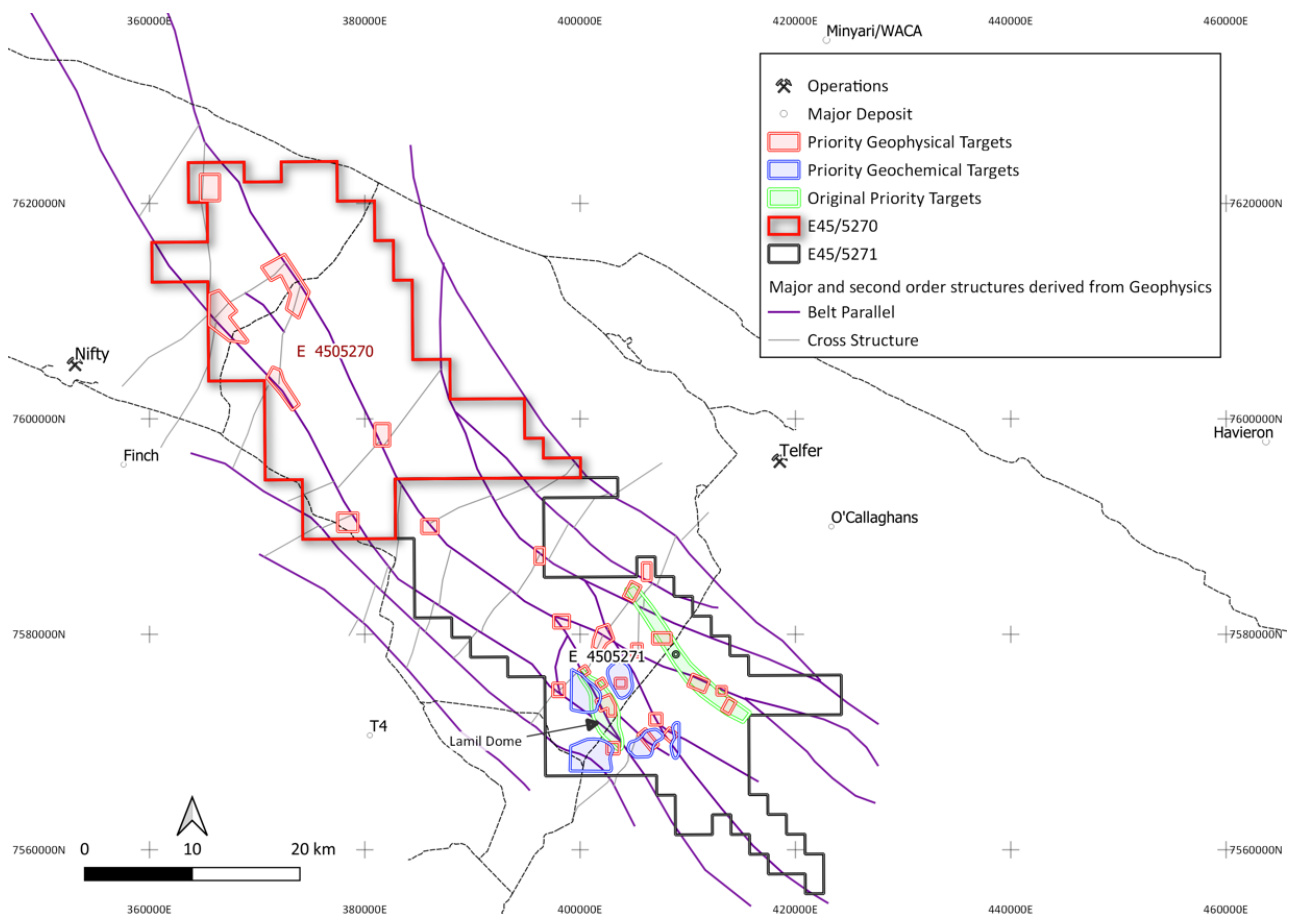 360000E
380000E
400000E
420000E
440000E
460000E
Minyari/WACA
Operations
Major Deposit
Priority Geophysical Targets
Priority Geochemical Targets
Original Priority Targets
E45/5270
E45/5271
Major and second order structures derived from Geophysics
Belt Parallel
Cross Structure
7620000N
7620000N
E 4505270
Nifty
7600000N
7600000N
Finch
Telfer
Havieron
O'Callaghans
7580000N
7580000N
E 4505271
T4
Lamil Dome
0
10
20 km
7560000N
7560000N
360000E
380000E
400000E
420000E
440000E
460000E